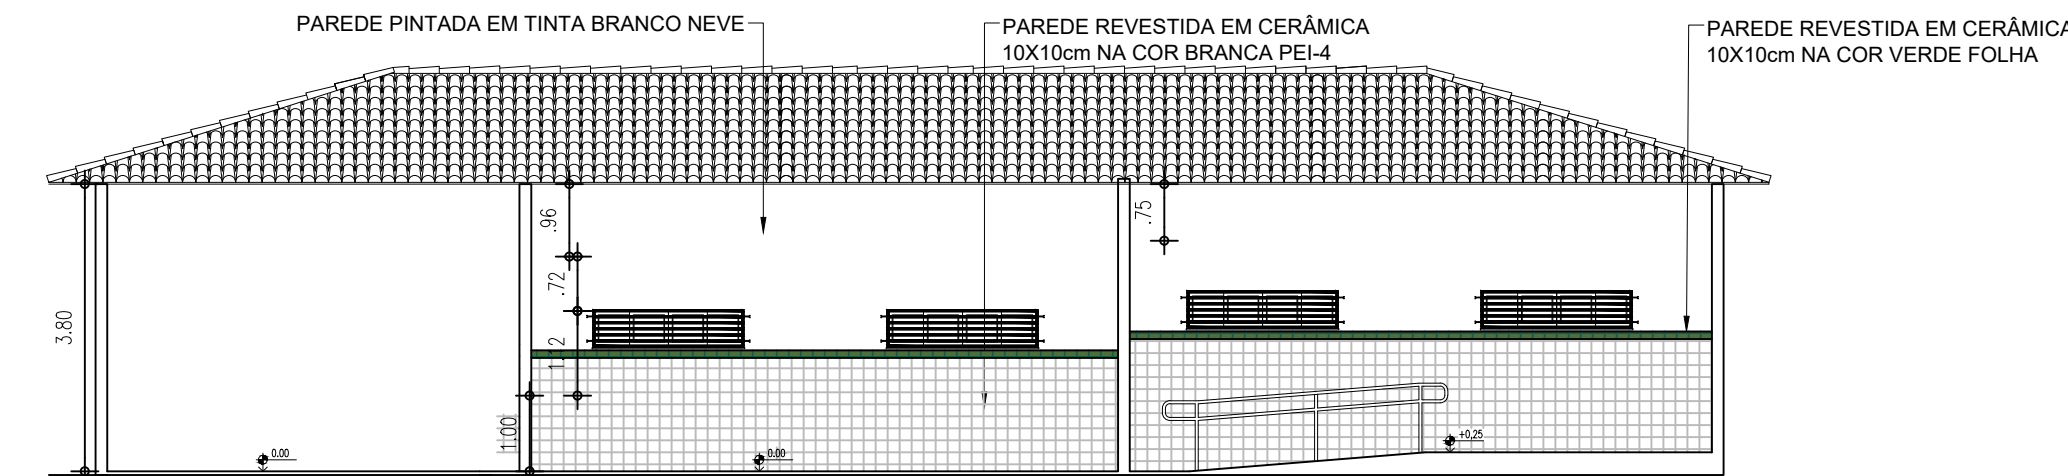 PAREDE PINTADA EM TINTA BRANCO NEVE
PAREDE REVESTIDA EM CERÂMICA
10X10cm NA COR BRANCA PEI-4
PAREDE REVESTIDA EM CERÂMICA
10X10cm NA COR VERDE FOLHA
3.80
.96
.72
1.12
1.00
.75
0.00
0.00
+0,25